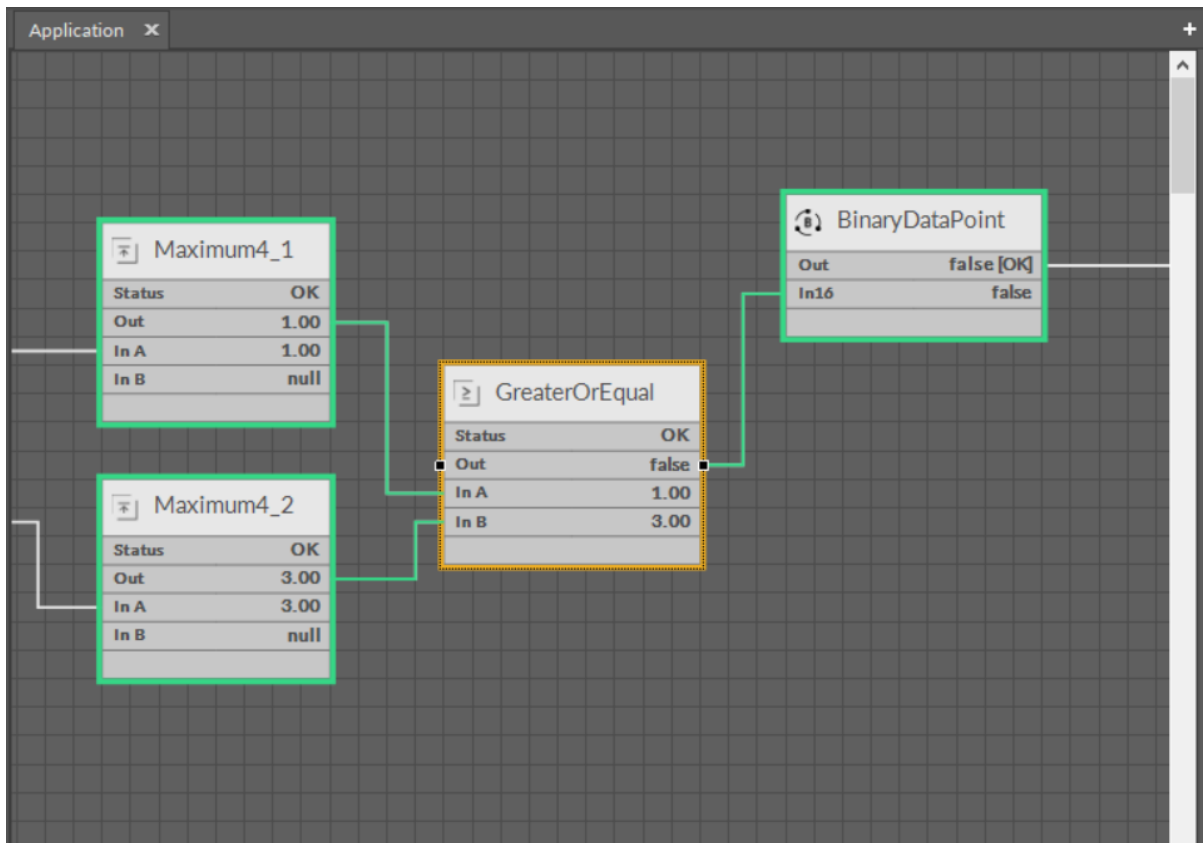 Application
Maximum4_1
Status OK
Out 1.00
In A 1.00
In B null
Maximum4_2
Status OK
Out 3.00
In A 3.00
In B null
GreaterOrEqual
Status OK
Out false
In A 1.00
In B 3.00
BinaryDataPoint
Out false [OK]
In16 false